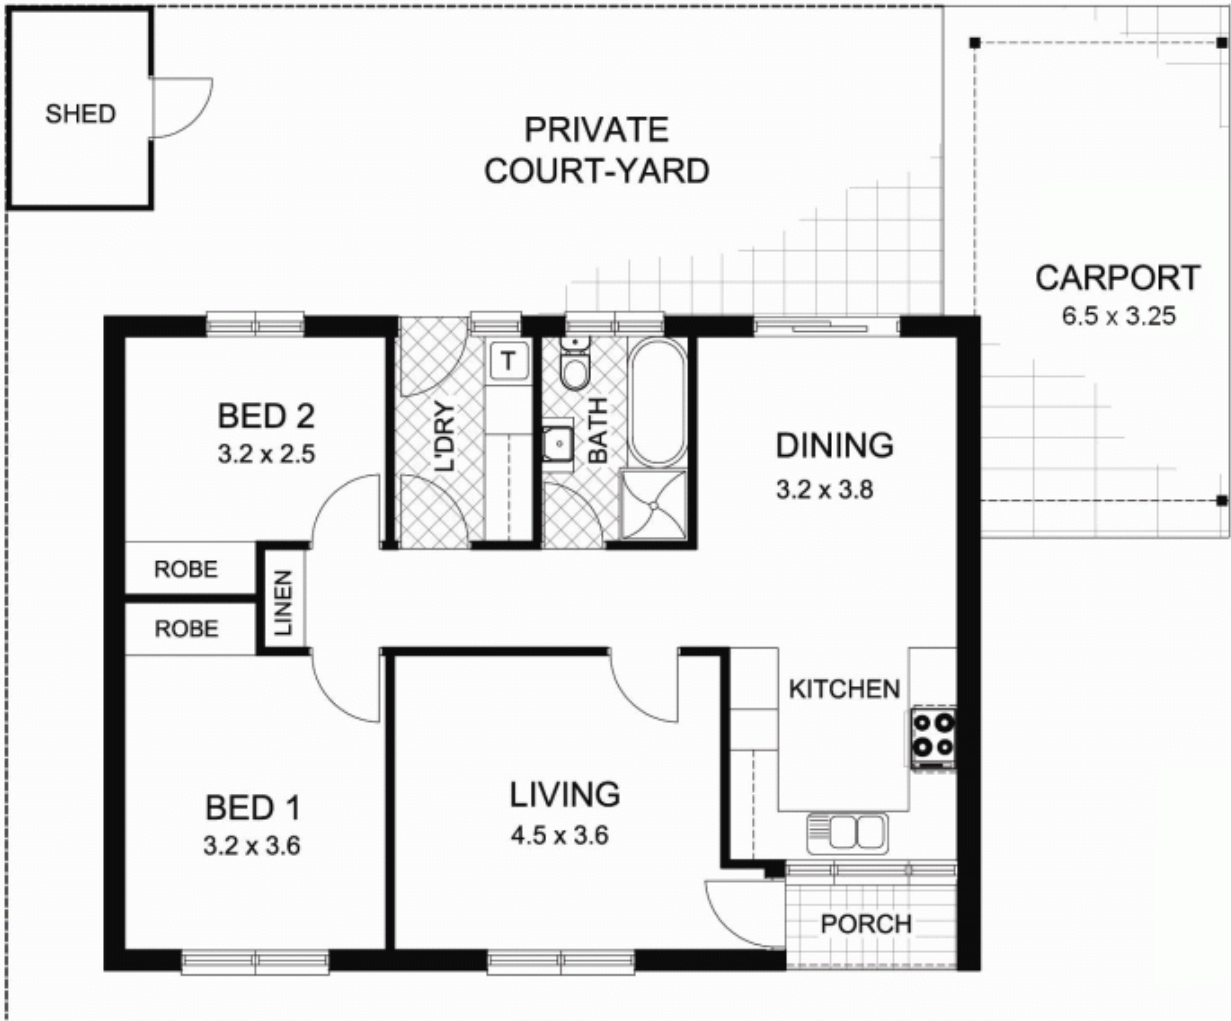 SHED
PRIVATE
COURT-YARD
CARPORT
6.5 x 3.25
BED 2
3.2 x 2.5
L'DRY
T
BATH
DINING
3.2 x 3.8
ROBE
LINEN
ROBE
KITCHEN
BED 1
3.2 x 3.6
LIVING
4.5 x 3.6
PORCH